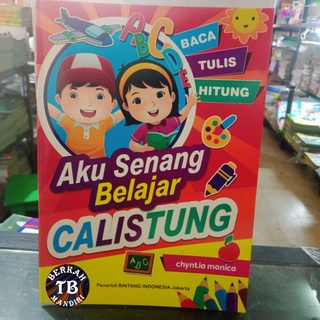 ABCDE
BACA
TULIS
HITUNG
Aku Senang
Belajar
CALISTUNG
ABC
chyntia monica
Penerbit BINTANG INDONESIA Jakarta
BERKAH
TB
MANDIRI